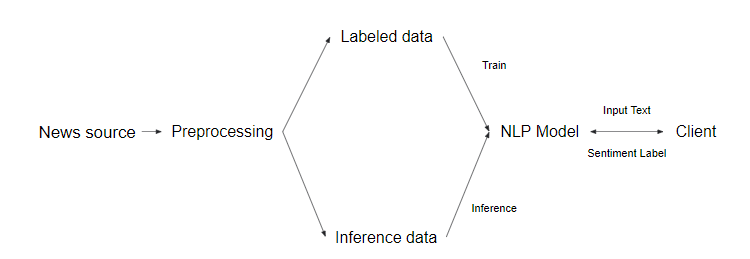 Labeled data
Train
Input Text
News source
Preprocessing
NLP Model
Client
Sentiment Label
Inference
Inference data